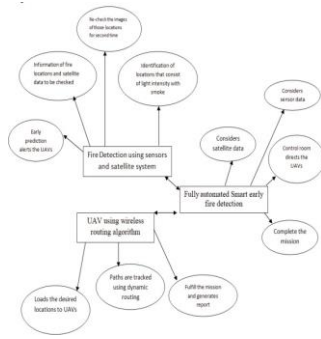 Re-check the images
of those locations
for second time
Information of fire
locations and satellite
data to be checked
Identification of
locations that consist
of light intensity with
smoke
Considers
sensor data
Early
prediction
alerts the UAVs
Considers
satellite data
Control room
directs the
UAVs
Fire Detection using sensors
and satellite system
Fully automated Smart early
fire detection
UAV using wireless
routing algorithm
Complete the
mission
Loads the desired
locations to UAVs
Paths are tracked
using dynamic
routing
Fulfill the mission
and generates
report